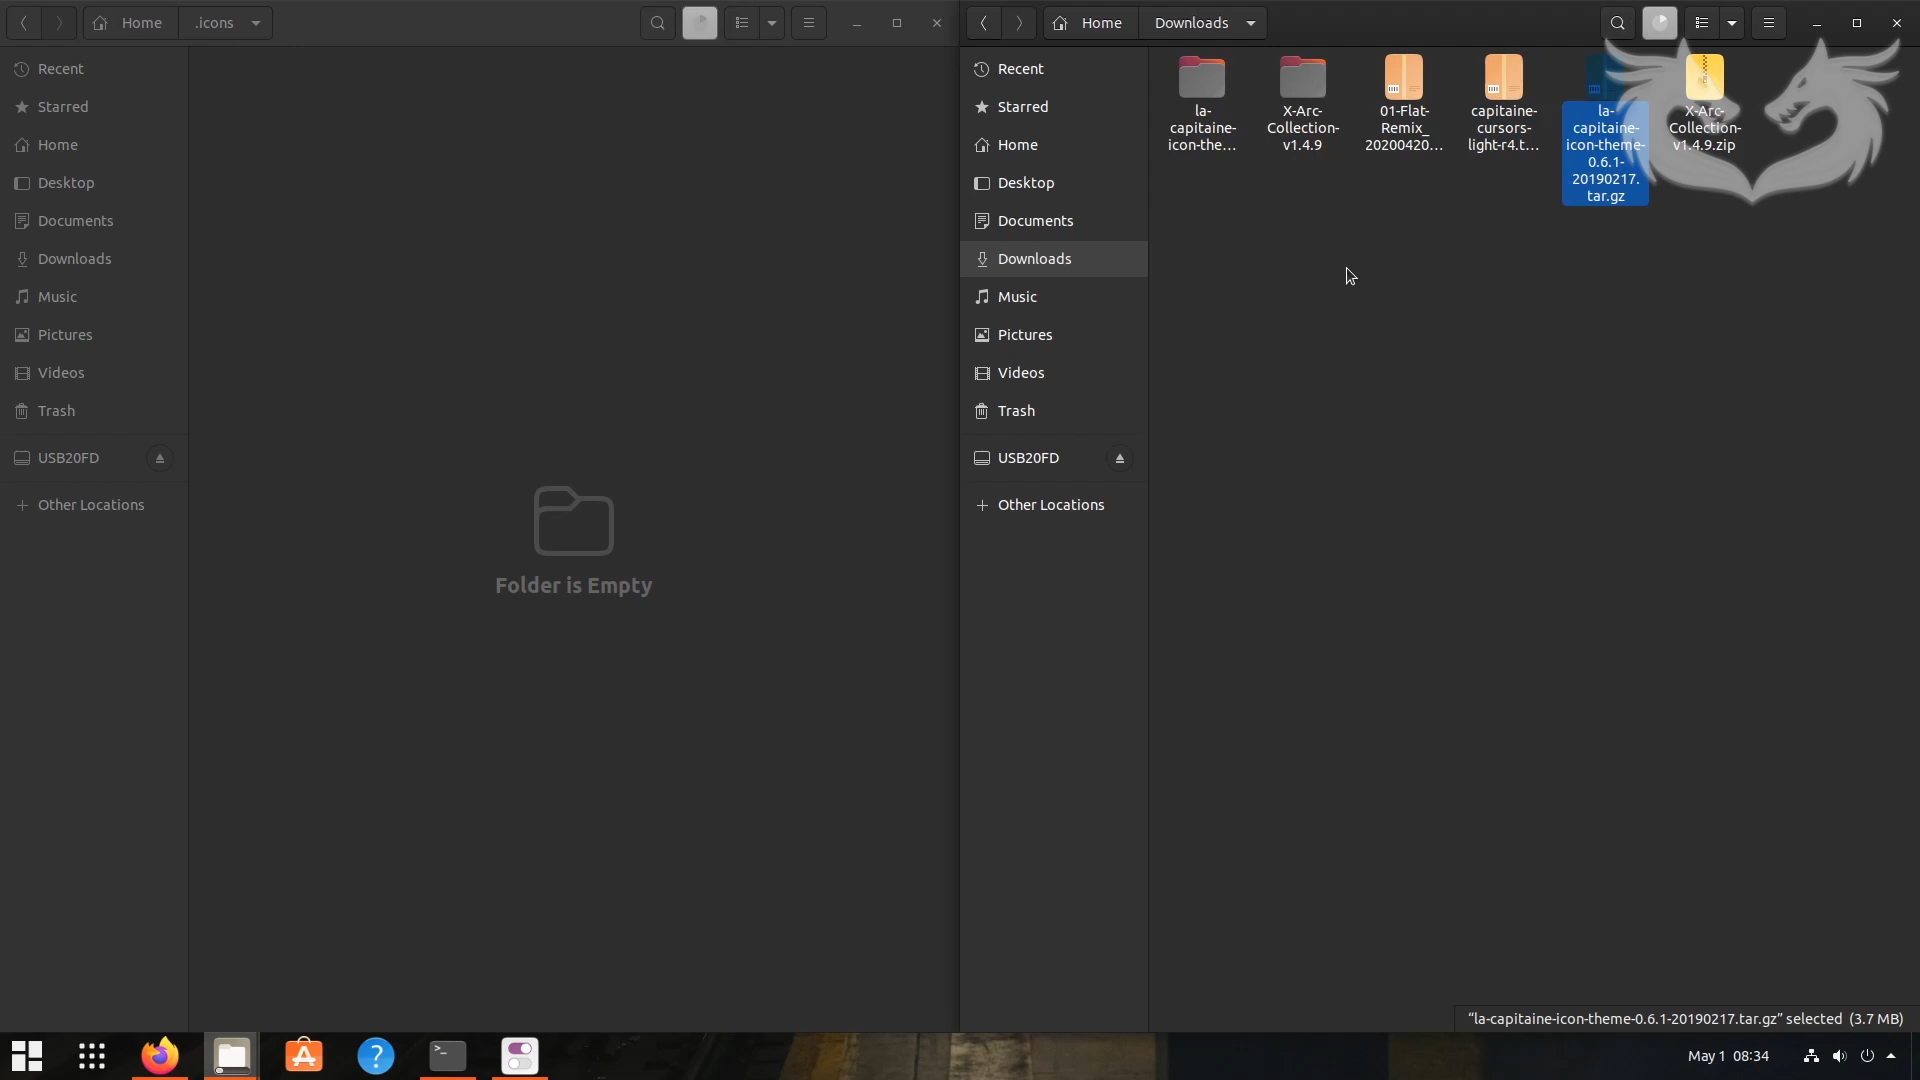 Home
.icons
Recent
Starred
Home
Desktop
Documents
Downloads
Music
Pictures
Videos
Trash
USB20FD
Other Locations
Folder is Empty
Home
Downloads
Recent
Starred
Home
Desktop
Documents
Downloads
Music
Pictures
Videos
Trash
USB20FD
Other Locations
la-
capitaine-
icon-the...
X-Arc-
Collection-
v1.4.9
01-Flat-
Remix_
20200420...
capitaine-
cursors-
light-r4.t...
la-
capitaine-
icon-theme-
0.6.1-
20190217.
tar.gz
X-Arc-
Collection-
v1.4.9.zip
“la-capitaine-icon-theme-0.6.1-20190217.tar.gz” selected (3.7 MB)
May 1 08:34